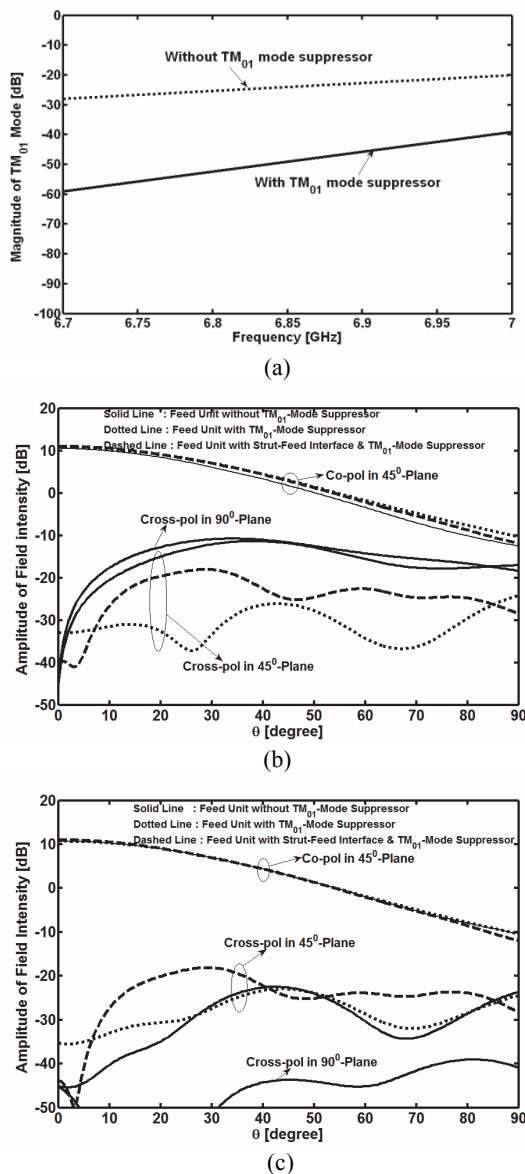 0
-10
-20
-30
-40
-50
-60
-70
-80
-90
-100
Magnitude of TM01 Mode [dB]
Without TM01 mode suppressor
With TM01 mode suppressor
6.7 6.75 6.8 6.85 6.9 6.95 7
Frequency [GHz]
(a)
20
10
0
-10
-20
-30
-40
-50
Amplitude of Field intensity [dB]
Solid Line : Feed Unit without TM01-Mode Suppressor
Dotted Line : Feed Unit with TM01-Mode Suppressor
Dashed Line : Feed Unit with Strut-Feed Interface & TM01-Mode Suppressor
Co-pol in 45⁰-Plane
Cross-pol in 90⁰-Plane
Cross-pol in 45⁰-Plane
0 10 20 30 40 50 60 70 80 90
θ [degree]
(b)
20
10
0
-10
-20
-30
-40
-50
Amplitude of Field Intensity [dB]
Solid Line : Feed Unit without TM01-Mode Suppressor
Dotted Line : Feed Unit with TM01-Mode Suppressor
Dashed Line : Feed Unit with Strut-Feed Interface & TM01-Mode Suppressor
Co-pol in 45⁰-Plane
Cross-pol in 45⁰-Plane
Cross-pol in 90⁰-Plane
0 10 20 30 40 50 60 70 80 90
θ [degree]
(c)